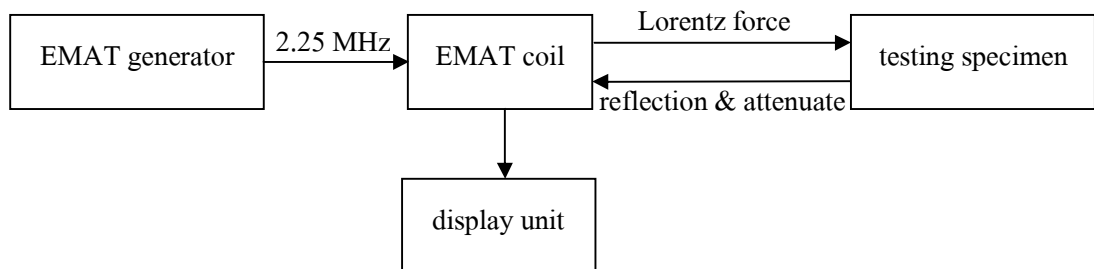 EMAT generator
2.25 MHz
EMAT coil
Lorentz force
testing specimen
reflection & attenuate
display unit